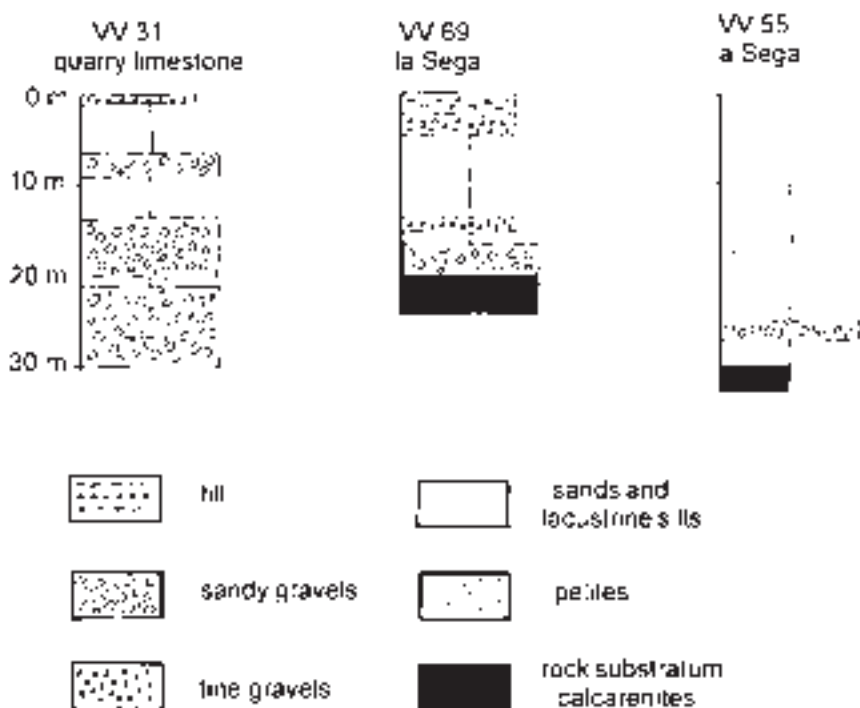 VV 31
quarry limestone
VV 69
la Sega
VV 55
a Sega
0 m
10 m
20 m
30 m
fill
sands and
lacustrine silts
sandy gravels
pelites
fine gravels
rock substratum
calcarenites